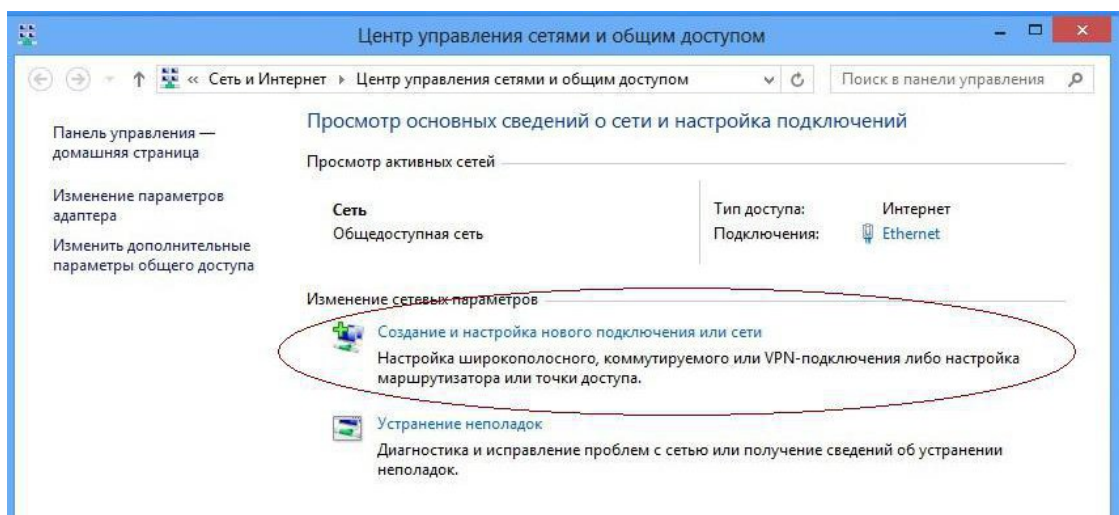 Центр управления сетями и общим доступом
« Сеть и Интернет ▸ Центр управления сетями и общим доступом
Поиск в панели управления
Панель управления —
домашняя страница
Изменение параметров
адаптера
Изменить дополнительные
параметры общего доступа
Просмотр основных сведений о сети и настройка подключений
Просмотр активных сетей
Сеть
Общедоступная сеть
Тип доступа: Интернет
Подключения: Ethernet
Изменение сетевых параметров
Создание и настройка нового подключения или сети
Настройка широкополосного, коммутируемого или VPN-подключения либо настройка
маршрутизатора или точки доступа.
Устранение неполадок
Диагностика и исправление проблем с сетью или получение сведений об устранении
неполадок.